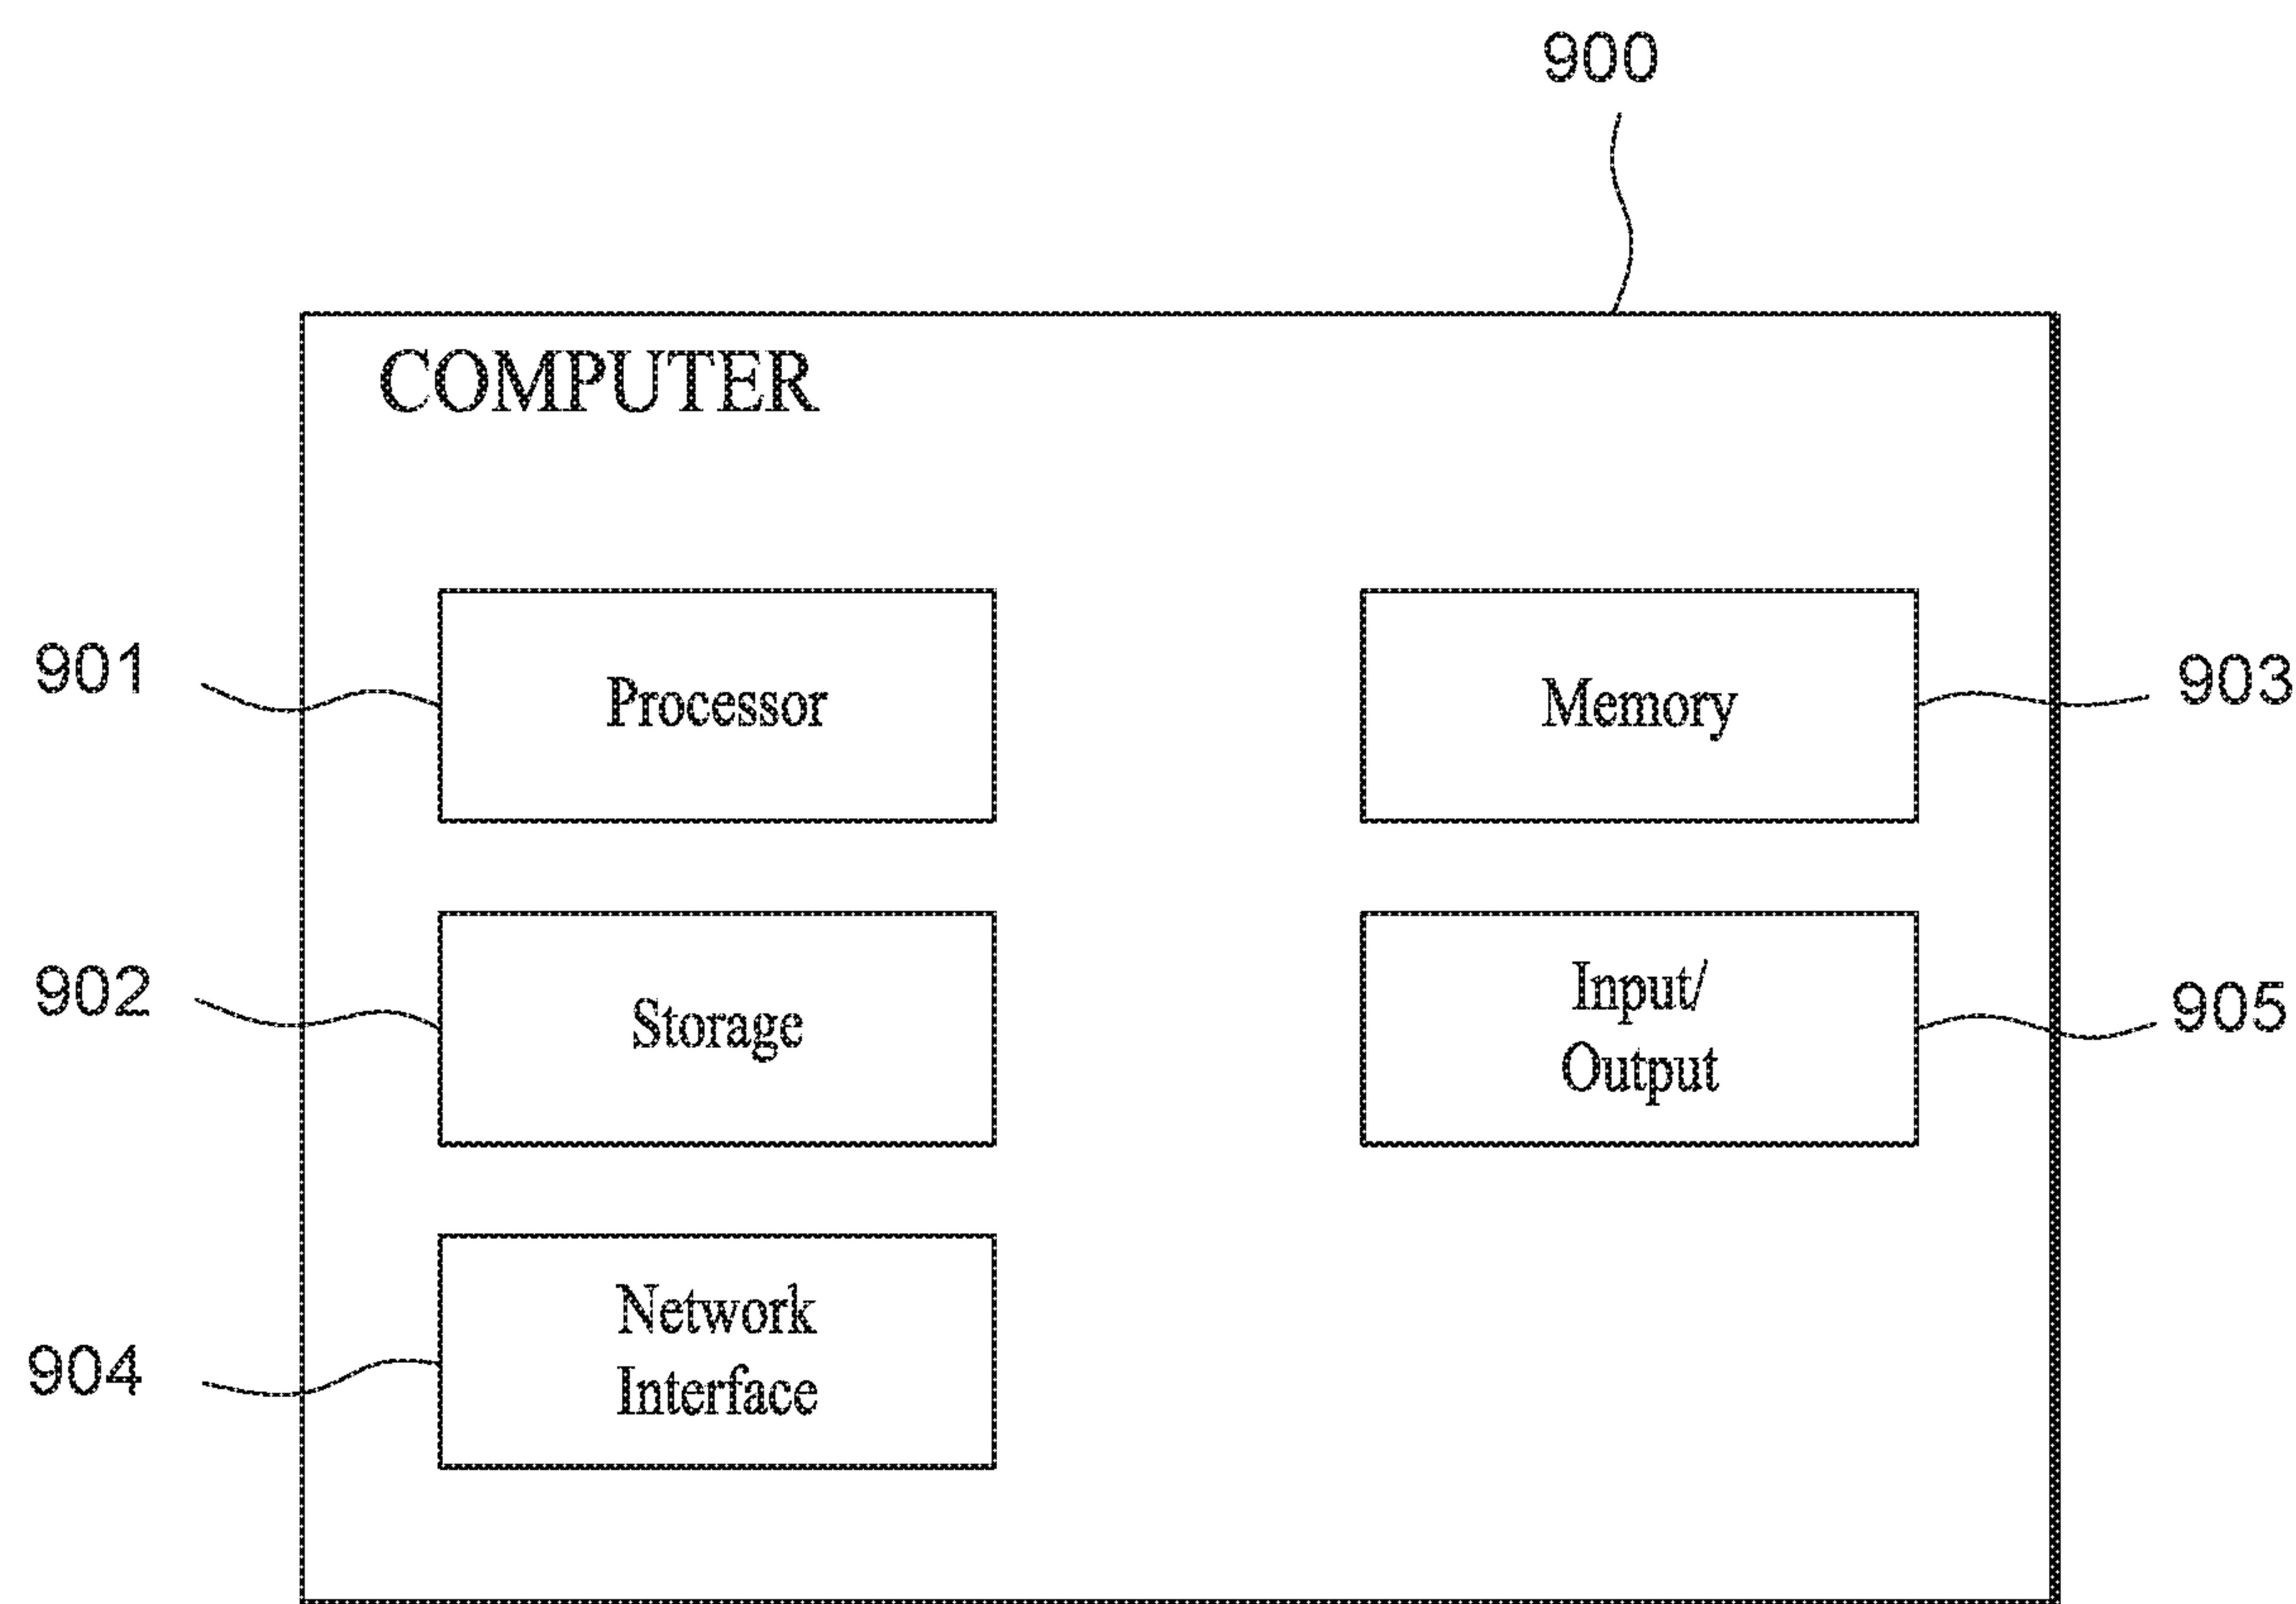 900
COMPUTER
901
Processor
Memory
903
902
Storage
Input/
Output
905
904
Network
Interface